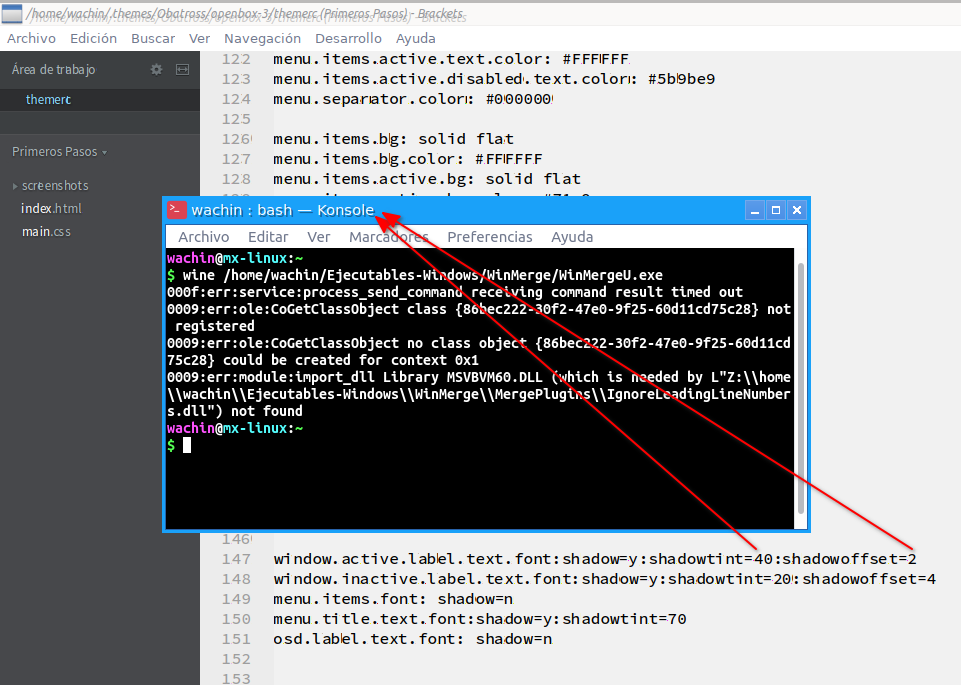 /home/wachin/.themes/Obatross/openbox-3/themerc (Primeros Pasos) - Brackets
Archivo Edición Buscar Ver Navegación Desarrollo Ayuda
Área de trabajo
themerc
Primeros Pasos
screenshots
index.html
main.css
122 menu.items.active.text.color: #FFFFFF
123 menu.items.active.disabled.text.color: #5b9be9
124 menu.separator.color: #000000
125
126 menu.items.bg: solid flat
127 menu.items.bg.color: #FFFFFF
128 menu.items.active.bg: solid flat
wachin : bash — Konsole
Archivo Editar Ver Marcadores Preferencias Ayuda
wachin@mx-linux:~
$ wine /home/wachin/Ejecutables-Windows/WinMerge/WinMergeU.exe
000f:err:service:process_send_command receiving command result timed out
0009:err:ole:CoGetClassObject class {86bec222-30f2-47e0-9f25-60d11cd75c28} not
registered
0009:err:ole:CoGetClassObject no class object {86bec222-30f2-47e0-9f25-60d11cd
75c28} could be created for context 0x1
0009:err:module:import_dll Library MSVBVM60.DLL (which is needed by L"Z:\\home
\\wachin\\Ejecutables-Windows\\WinMerge\\MergePlugins\\IgnoreLeadingLineNumber
s.dll") not found
wachin@mx-linux:~
$
146
147 window.active.label.text.font:shadow=y:shadowtint=40:shadowoffset=2
148 window.inactive.label.text.font:shadow=y:shadowtint=20:shadowoffset=4
149 menu.items.font: shadow=n
150 menu.title.text.font:shadow=y:shadowtint=70
151 osd.label.text.font: shadow=n
152
153